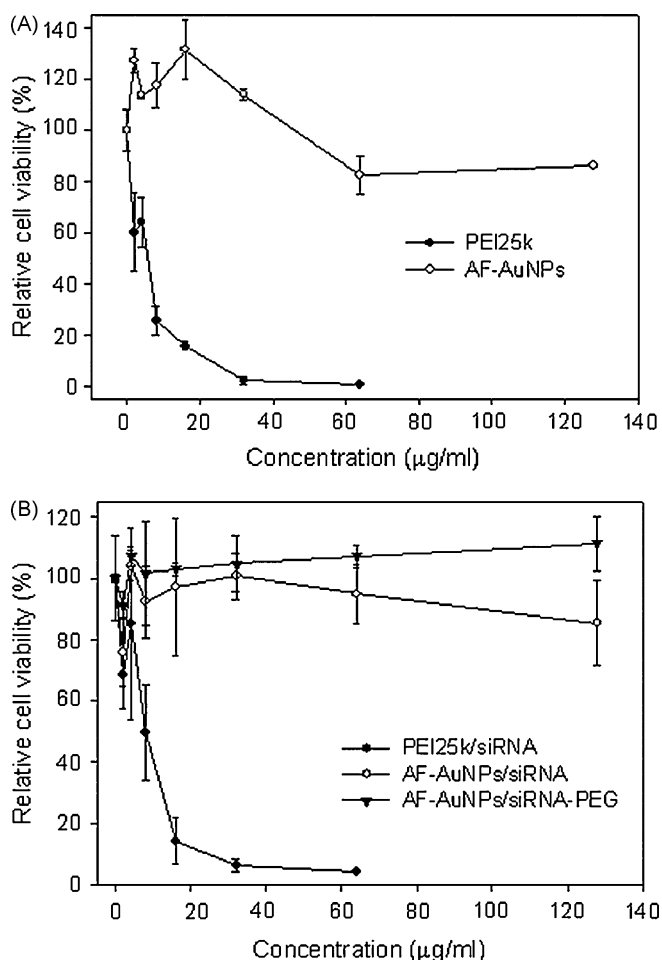 (A)
140
120
100
80
60
40
20
0
Relative cell viability (%)
PEI25k
AF-AuNPs
0 20 40 60 80 100 120 140
Concentration (μg/ml)
(B)
120
100
80
60
40
20
0
Relative cell viability (%)
PEI25k/siRNA
AF-AuNPs/siRNA
AF-AuNPs/siRNA-PEG
0 20 40 60 80 100 120 140
Concentration (μg/ml)